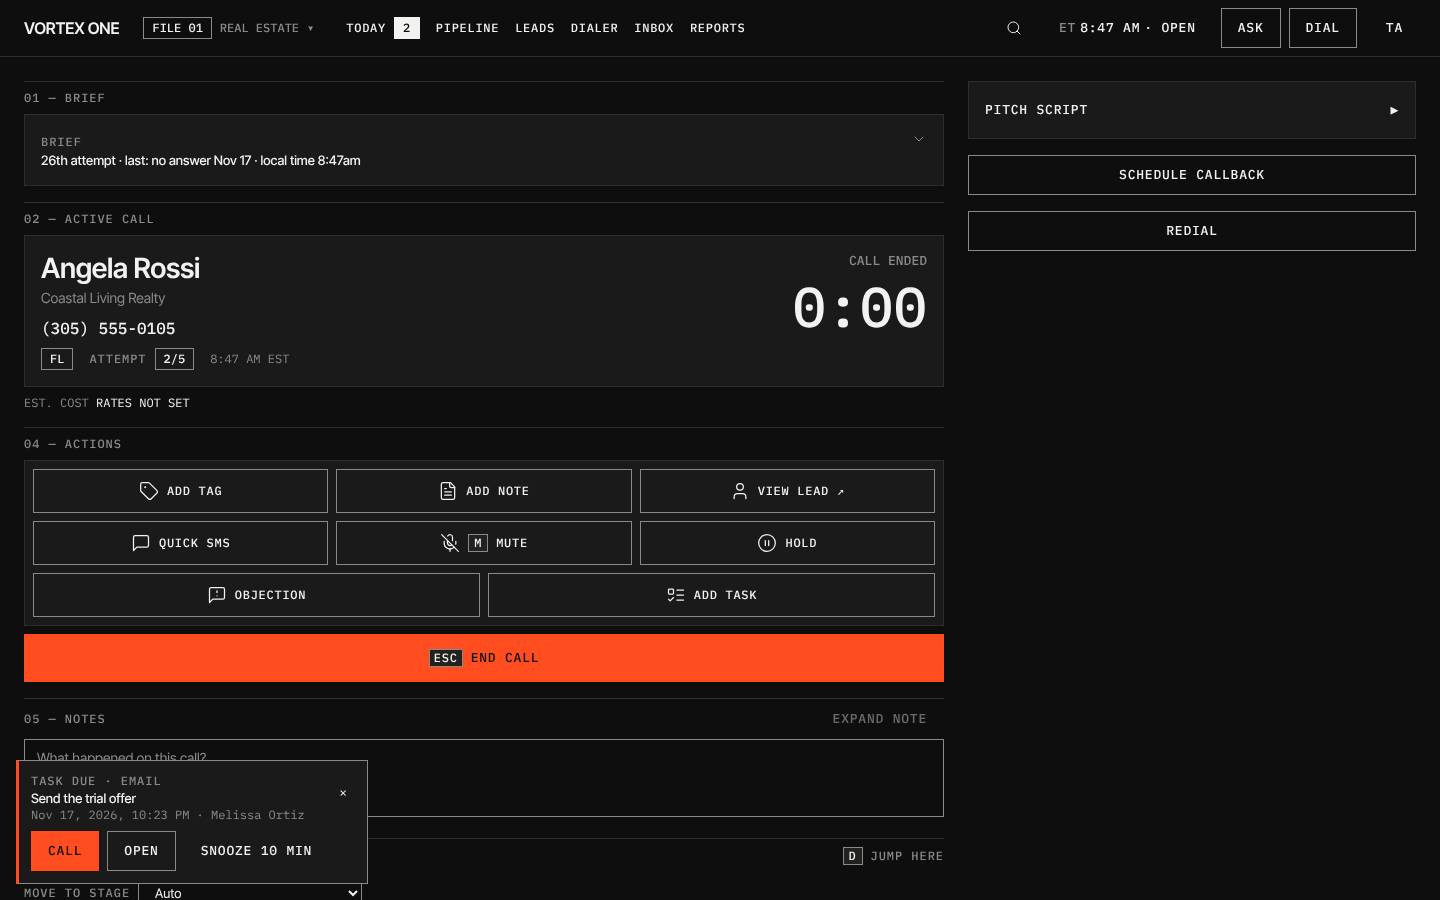 VORTEX ONE
FILE 01 REAL ESTATE ▾
TODAY 2 PIPELINE LEADS DIALER INBOX REPORTS
ET 8:47 AM · OPEN
ASK
DIAL
TA
01 — BRIEF
BRIEF
26th attempt · last: no answer Nov 17 · local time 8:47am
02 — ACTIVE CALL
Angela Rossi
Coastal Living Realty
(305) 555-0105
FL ATTEMPT 2/5 8:47 AM EST
CALL ENDED
0:00
EST. COST RATES NOT SET
04 — ACTIONS
ADD TAG
ADD NOTE
VIEW LEAD ↗
QUICK SMS
M MUTE
HOLD
OBJECTION
ADD TASK
ESC END CALL
05 — NOTES
EXPAND NOTE
What happened on this call?
TASK DUE · EMAIL
Send the trial offer
×
Nov 17, 2026, 10:23 PM · Melissa Ortiz
CALL
OPEN
SNOOZE 10 MIN
D JUMP HERE
MOVE TO STAGE Auto
PITCH SCRIPT ▶
SCHEDULE CALLBACK
REDIAL